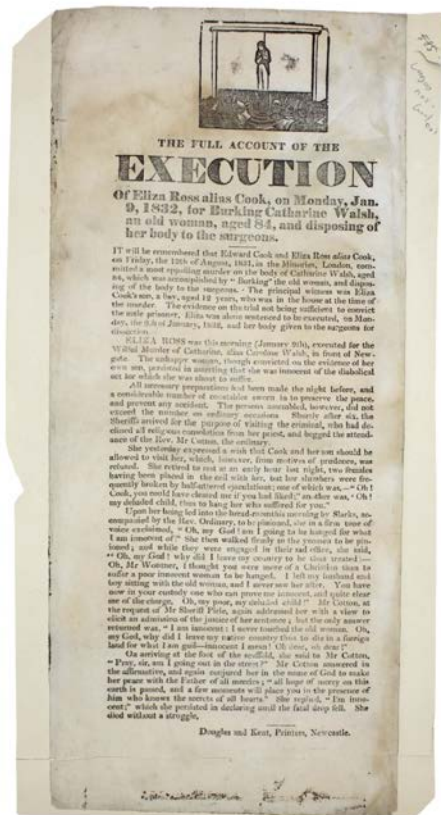 THE FULL ACCOUNT OF THE
EXECUTION
Of Eliza Ross alias Cook, on Monday, Jan.
9, 1832, for Burking Catharine Walsh,
an old woman, aged 84, and disposing of
her body to the surgeons.
IT will be remembered that Edward Cook and Eliza Ross alias Cook,
on Friday, the 19th of August, 1831, in the Minories, London, com-
mitted a most appalling murder on the body of Catharine Walsh, aged
84, which was accomplished by "Burking" the old woman, and dispos-
ing of the body to the surgeons. The principal witness was Eliza
Cook's son, a boy, aged 12 years, who was in the house at the time of
the murder. The evidence on the trial not being sufficient to convict
the male prisoner, Eliza was alone sentenced to be executed, on Mon-
day, the 9th of January, 1832, and her body given to the surgeons for
dissection.
ELIZA ROSS was this morning (January 9th), executed for the
Wilful Murder of Catharine, alias Caroline Walsh, in front of New-
gate. The unhappy woman, though convicted on the evidence of her
own son, persisted in asserting that she was innocent of the diabolical
act for which she was about to suffer.
All necessary preparations had been made the night before, and
a considerable number of constables sworn in to preserve the peace,
and prevent any accident. The persons assembled, however, did not
exceed the number on ordinary occasions. Shortly after six, the
Sheriffs arrived for the purpose of visiting the criminal, who had de-
clined all religious consolation from her priest, and begged the attend-
ance of the Rev. Mr Cotton, the ordinary.
She yesterday expressed a wish that Cook and her son should be
allowed to visit her, which, however, from motives of prudence, was
refused. She retired to rest at an early hour last night, two females
having been placed in the cell with her, but her slumbers were fre-
quently broken by half-uttered ejaculations; one of which was,—"Oh!
Cook, you could have cleared me if you had liked;" another was, "Oh!
my deluded child, thus to hang her who suffered for you."
Upon her being led into the bread-room this morning by Starks, ac-
companied by the Rev. Ordinary, to be pinioned, she in a firm tone of
voice exclaimed, "Oh, my God! am I going to be hanged for what
I am innocent of?" She then walked firmly to the yeomen to be pin-
ioned; and while they were engaged in their sad office, she said,
"Oh, my God! why did I leave my country to be thus treated!—
Oh, Mr Wontner, I thought you were more of a Christian than to
suffer a poor innocent woman to be hanged. I left my husband and
boy sitting with the old woman, and I never saw her after. You have
now in your custody one who can prove me innocent, and quite clear
me of the charge. Oh, my poor, my deluded child!" Mr Cotton, at
the request of Mr Sheriff Pirie, again addressed her with a view to
elicit an admission of the justice of her sentence; but the only answer
returned was, "I am innocent: I never touched the old woman. Oh,
my God, why did I leave my native country thus to die in a foreign
land for what I am guil—innocent I mean! Oh dear, oh dear!"
On arriving at the foot of the scaffold, she said to Mr Cotton,
"Pray, sir, am I going out in the street?" Mr Cotton answered in
the affirmative, and again conjured her in the name of God to make
her peace with the Father of all mercies; "all hope of mercy on this
earth is passed, and a few moments will place you in the presence of
him who knows the secrets of all hearts." She replied, "I'm inno-
cent;" which she persisted in declaring until the fatal drop fell. She
died without a struggle.
Douglas and Kent, Printers, Newcastle.